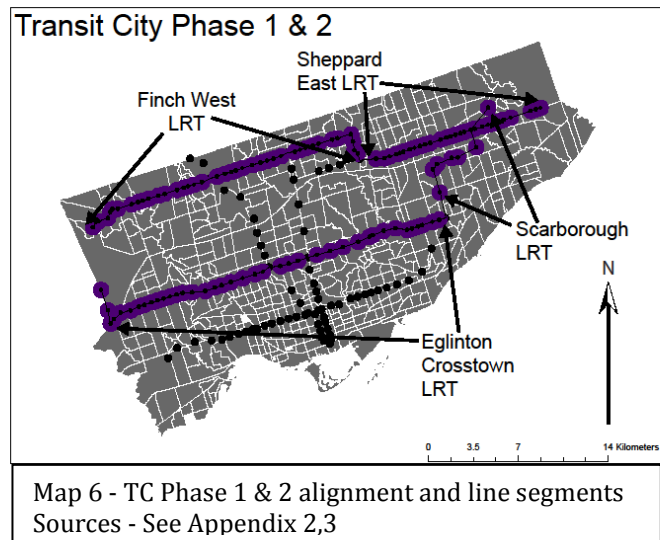 Transit City Phase 1 & 2
Sheppard
East LRT
Finch West
LRT
Scarborough
LRT
N
Eglinton
Crosstown
LRT
0 3.5 7 14 Kilometers
Map 6 - TC Phase 1 & 2 alignment and line segments
Sources - See Appendix 2,3